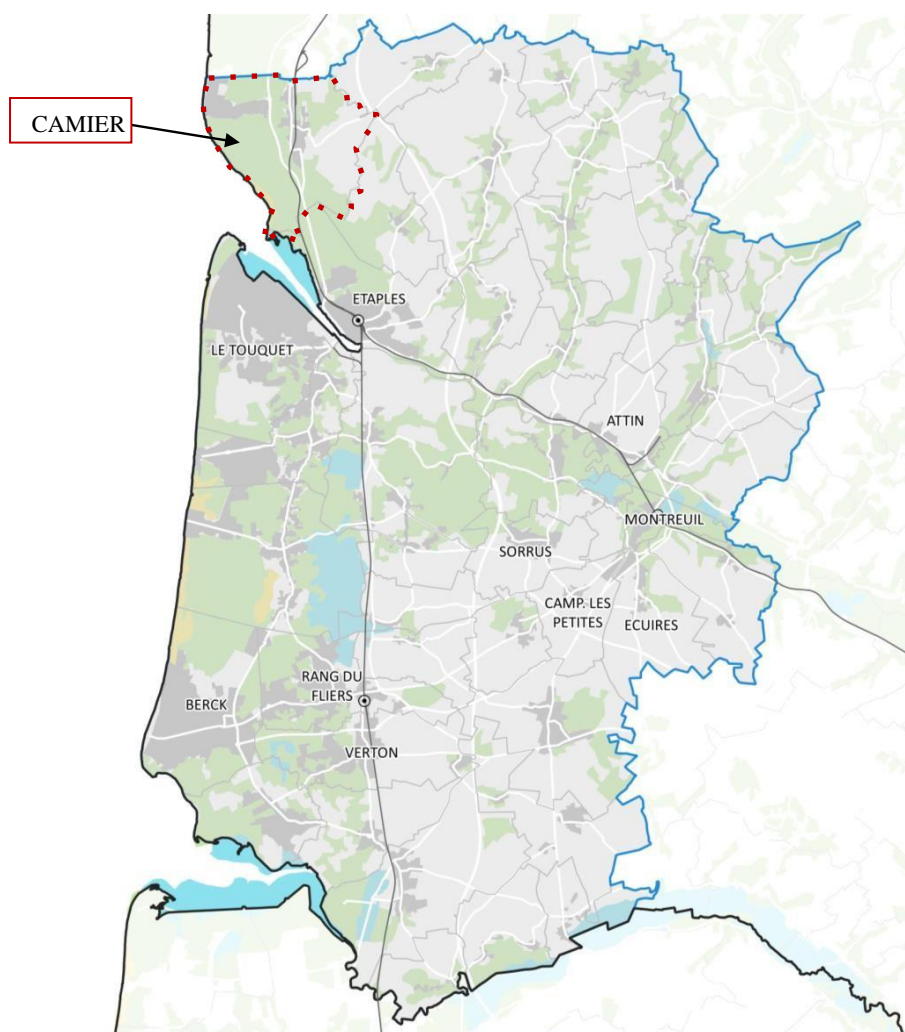 CAMIER
ETAPLES
LE TOUQUET
ATTIN
MONTREUIL
SORRUS
CAMP. LES
PETITES
ECUIRES
RANG DU
FLIERS
BERCK
VERTON